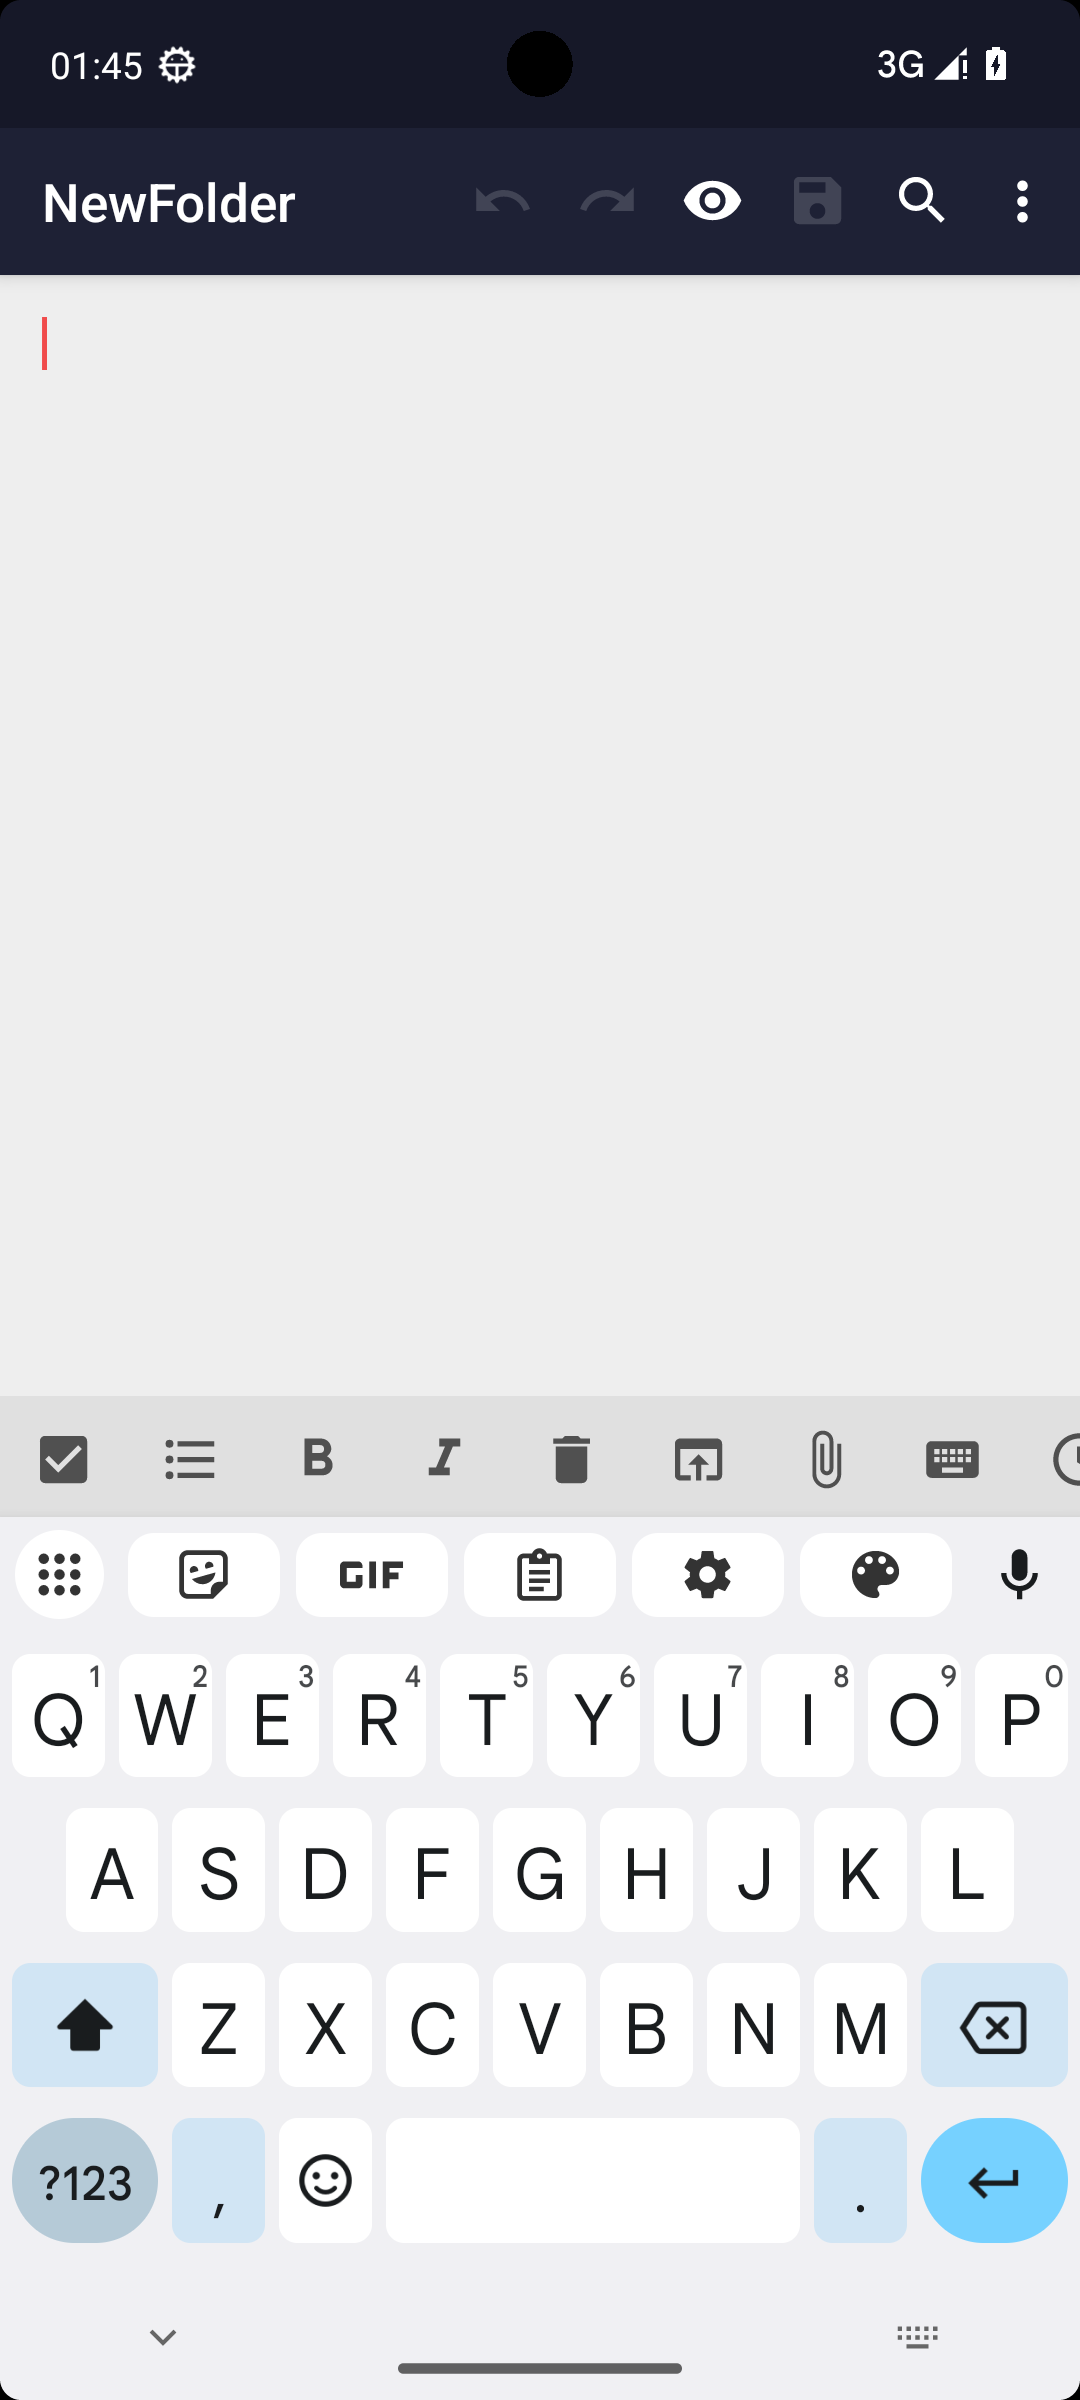 01:45 3G
NewFolder
B I
GIF
Q 1 W 2 E 3 R 4 T 5 Y 6 U 7 I 8 O 9 P 0
A S D F G H J K L
Z X C V B N M
?123 , .